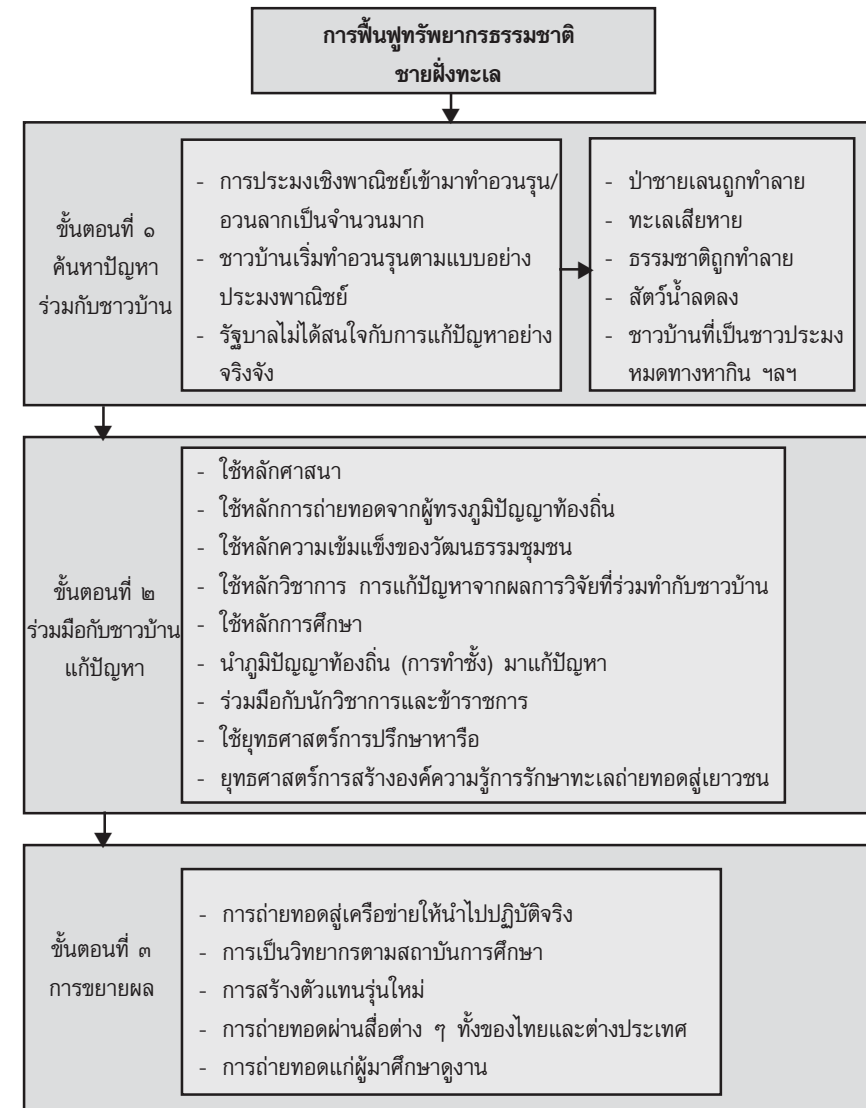 การฟื้นฟูทรัพยากรธรรมชาติ
ชายฝั่งทะเล
ขั้นตอนที่ ๑
ค้นหาปัญหา
ร่วมกับชาวบ้าน
- การประมงเชิงพาณิชย์เข้ามาทำอวนรุน/
อวนลากเป็นจำนวนมาก
- ชาวบ้านเริ่มทำอวนรุนตามแบบอย่าง
ประมงพาณิชย์
- รัฐบาลไม่ได้สนใจกับการแก้ปัญหาอย่าง
จริงจัง
- ป่าชายเลนถูกทำลาย
- ทะเลเสียหาย
- ธรรมชาติถูกทำลาย
- สัตว์น้ำลดลง
- ชาวบ้านที่เป็นชาวประมง
หมดทางหากิน ฯลฯ
ขั้นตอนที่ ๒
ร่วมมือกับชาวบ้าน
แก้ปัญหา
- ใช้หลักศาสนา
- ใช้หลักการถ่ายทอดจากผู้ทรงภูมิปัญญาท้องถิ่น
- ใช้หลักความเข้มแข็งของวัฒนธรรมชุมชน
- ใช้หลักวิชาการ การแก้ปัญหาจากผลการวิจัยที่ร่วมทำกับชาวบ้าน
- ใช้หลักการศึกษา
- นำภูมิปัญญาท้องถิ่น (การทำซั้ง) มาแก้ปัญหา
- ร่วมมือกับนักวิชาการและข้าราชการ
- ใช้ยุทธศาสตร์การปรึกษาหารือ
- ยุทธศาสตร์การสร้างองค์ความรู้การรักษาทะเลถ่ายทอดสู่เยาวชน
ขั้นตอนที่ ๓
การขยายผล
- การถ่ายทอดสู่เครือข่ายให้นำไปปฏิบัติจริง
- การเป็นวิทยากรตามสถาบันการศึกษา
- การสร้างตัวแทนรุ่นใหม่
- การถ่ายทอดผ่านสื่อต่าง ๆ ทั้งของไทยและต่างประเทศ
- การถ่ายทอดแก่ผู้มาศึกษาดูงาน